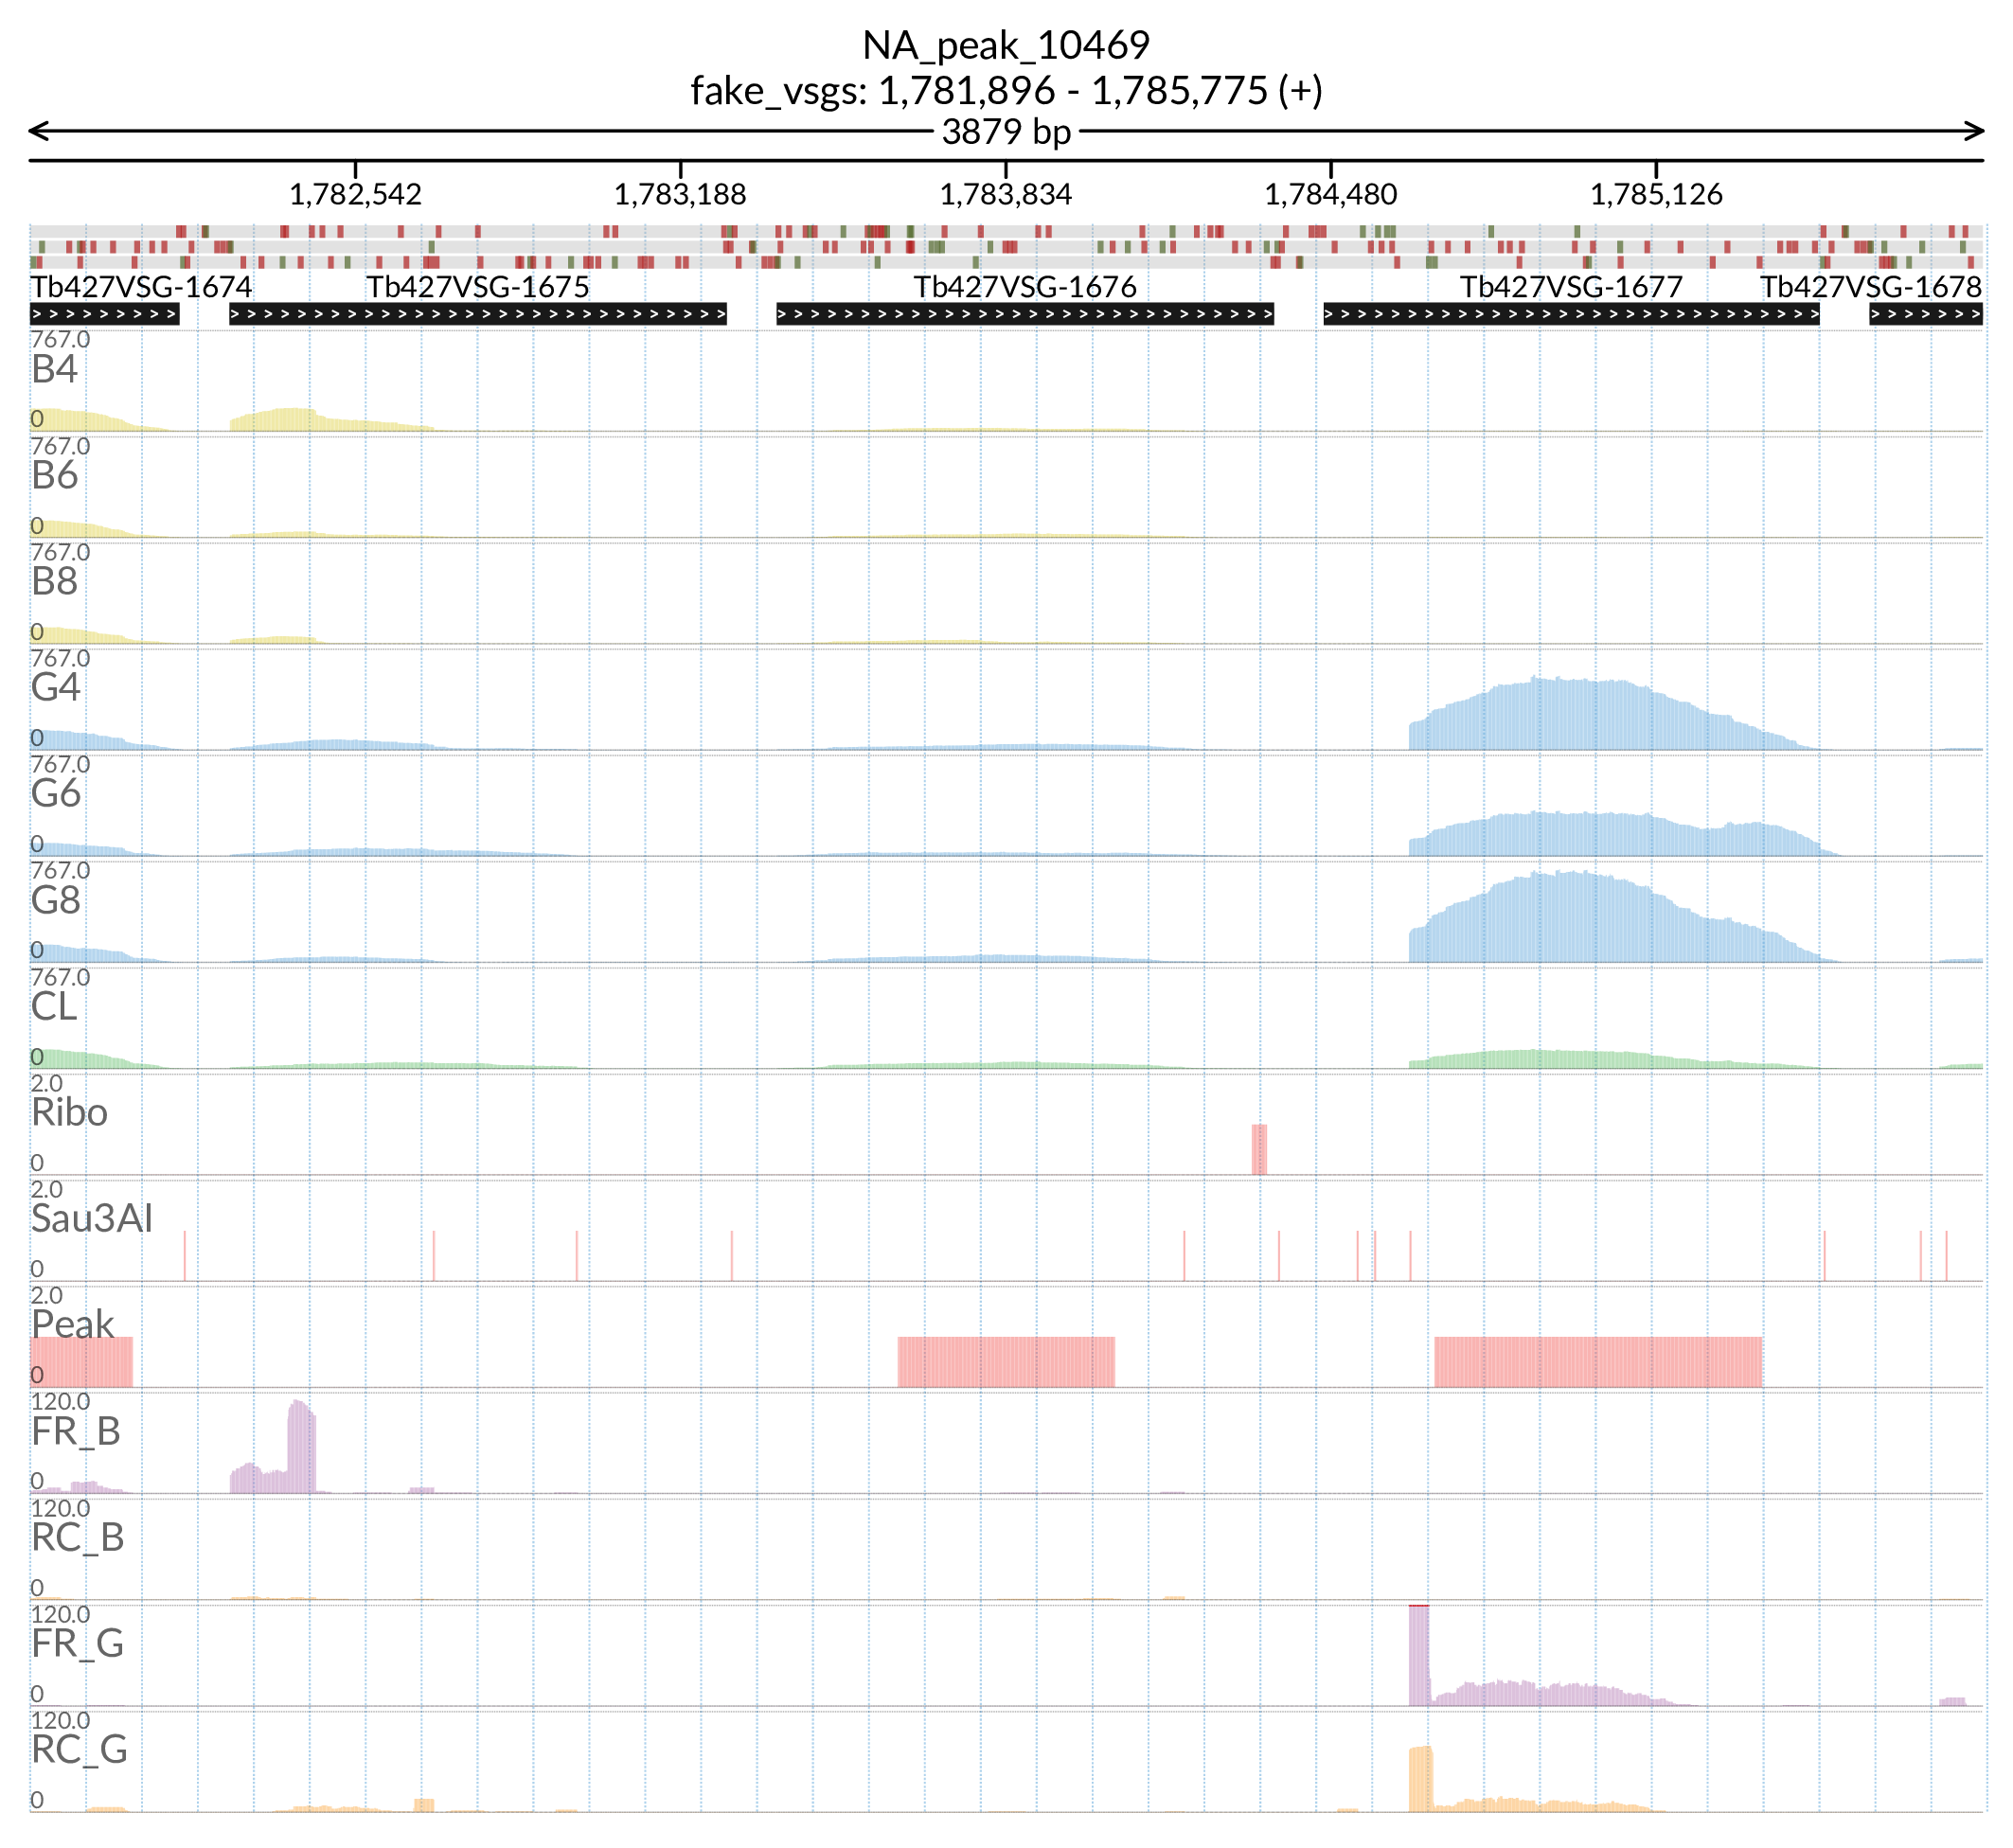 NA_peak_10469
fake_vsgs: 1,781,896 - 1,785,775 (+)
3879 bp
1,782,542 1,783,188 1,783,834 1,784,480 1,785,126
Tb427VSG-1674 Tb427VSG-1675 Tb427VSG-1676 Tb427VSG-1677 Tb427VSG-1678
767.0
B4
0
767.0
B6
0
767.0
B8
0
767.0
G4
0
767.0
G6
0
767.0
G8
0
767.0
CL
0
2.0
Ribo
0
2.0
Sau3AI
0
2.0
Peak
0
120.0
FR_B
0
120.0
RC_B
0
120.0
FR_G
0
120.0
RC_G
0